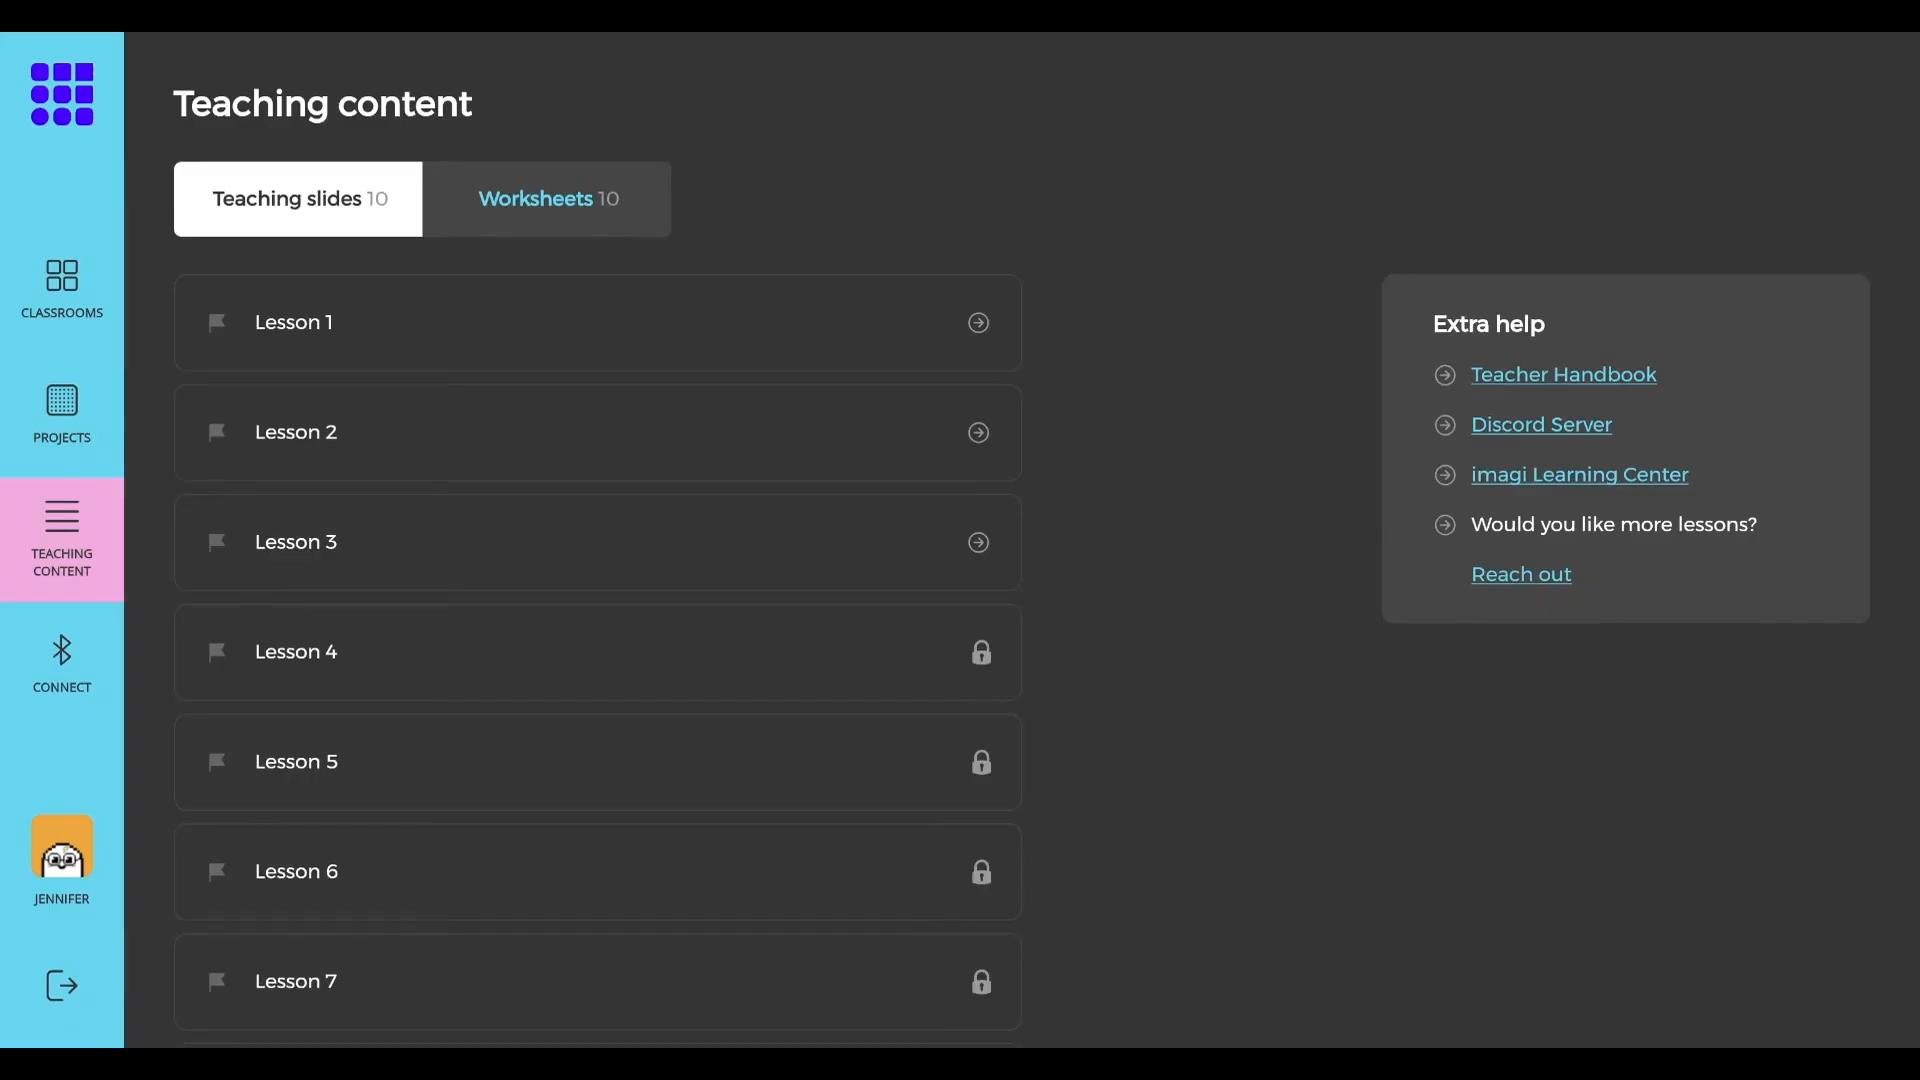 Teaching content
Teaching slides 10
Worksheets 10
CLASSROOMS
PROJECTS
TEACHING
CONTENT
CONNECT
JENNIFER
Lesson 1
Lesson 2
Lesson 3
Lesson 4
Lesson 5
Lesson 6
Lesson 7
Extra help
Teacher Handbook
Discord Server
imagi Learning Center
Would you like more lessons?
Reach out